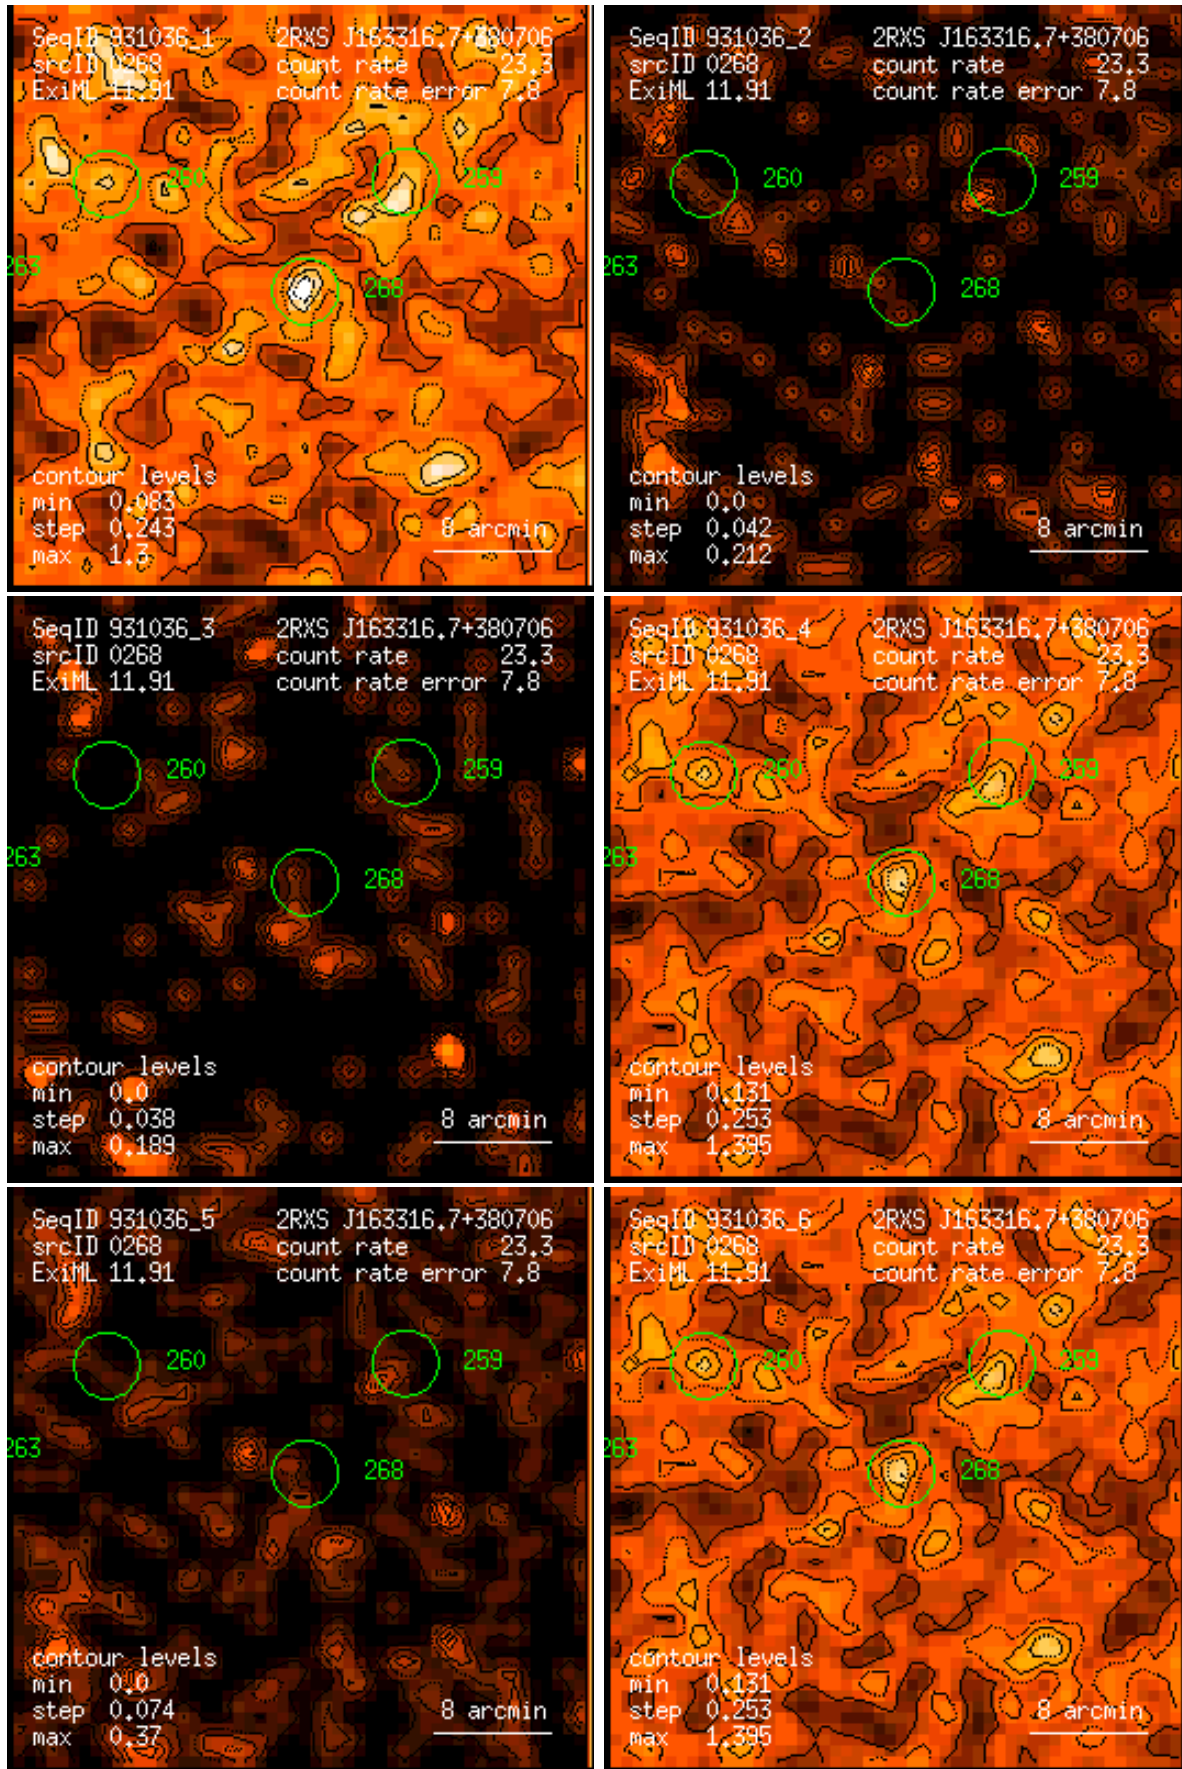 SeqID 931036_1 2RXS J163316.7+380706
srcID 0268 count rate 23.3
ExiML 11.91 count rate error 7.8
260 259
263
268
contour levels
min 0.083
step 0.243 8 arcmin
max 1.3
SeqID 931036_2 2RXS J163316.7+380706
srcID 0268 count rate 23.3
ExiML 11.91 count rate error 7.8
260 259
263
268
contour levels
min 0.0
step 0.042 8 arcmin
max 0.212
SeqID 931036_3 2RXS J163316.7+380706
srcID 0268 count rate 23.3
ExiML 11.91 count rate error 7.8
260 259
263
268
contour levels
min 0.0
step 0.038 8 arcmin
max 0.189
SeqID 931036_4 2RXS J163316.7+380706
srcID 0268 count rate 23.3
ExiML 11.91 count rate error 7.8
260 259
263
268
contour levels
min 0.131
step 0.253 8 arcmin
max 1.395
SeqID 931036_5 2RXS J163316.7+380706
srcID 0268 count rate 23.3
ExiML 11.91 count rate error 7.8
260 259
263
268
contour levels
min 0.0
step 0.074 8 arcmin
max 0.37
SeqID 931036_6 2RXS J163316.7+380706
srcID 0268 count rate 23.3
ExiML 11.91 count rate error 7.8
260 259
263
268
contour levels
min 0.131
step 0.253 8 arcmin
max 1.395